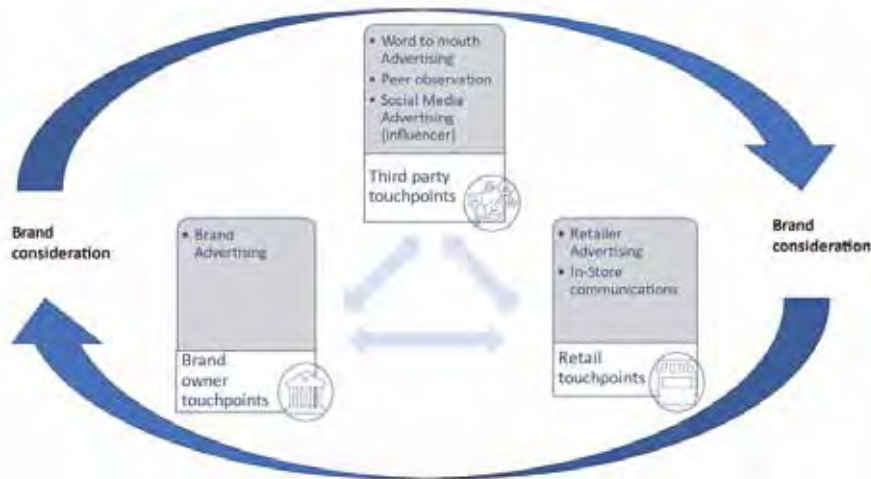 • Word to mouth
Advertising
• Peer observation
• Social Media
Advertising
(influencer)
Third party
touchpoints
Brand
consideration
• Brand
Advertising
Brand
owner
touchpoints
• Retailer
Advertising
• In-Store
communications
Retail
touchpoints
Brand
consideration